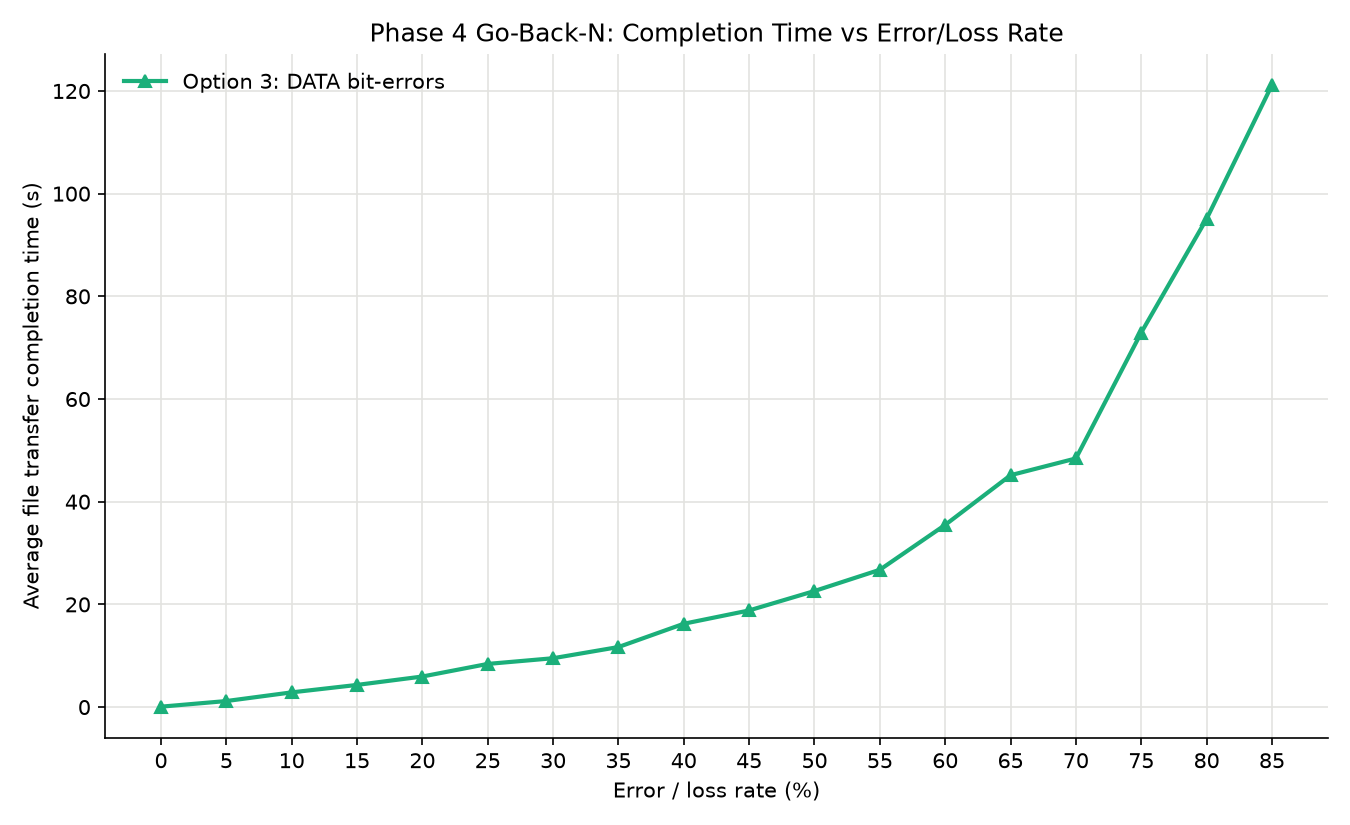 Phase 4 Go-Back-N: Completion Time vs Error/Loss Rate
Option 3: DATA bit-errors
Average file transfer completion time (s)
120
100
80
60
40
20
0
0 5 10 15 20 25 30 35 40 45 50 55 60 65 70 75 80 85
Error / loss rate (%)